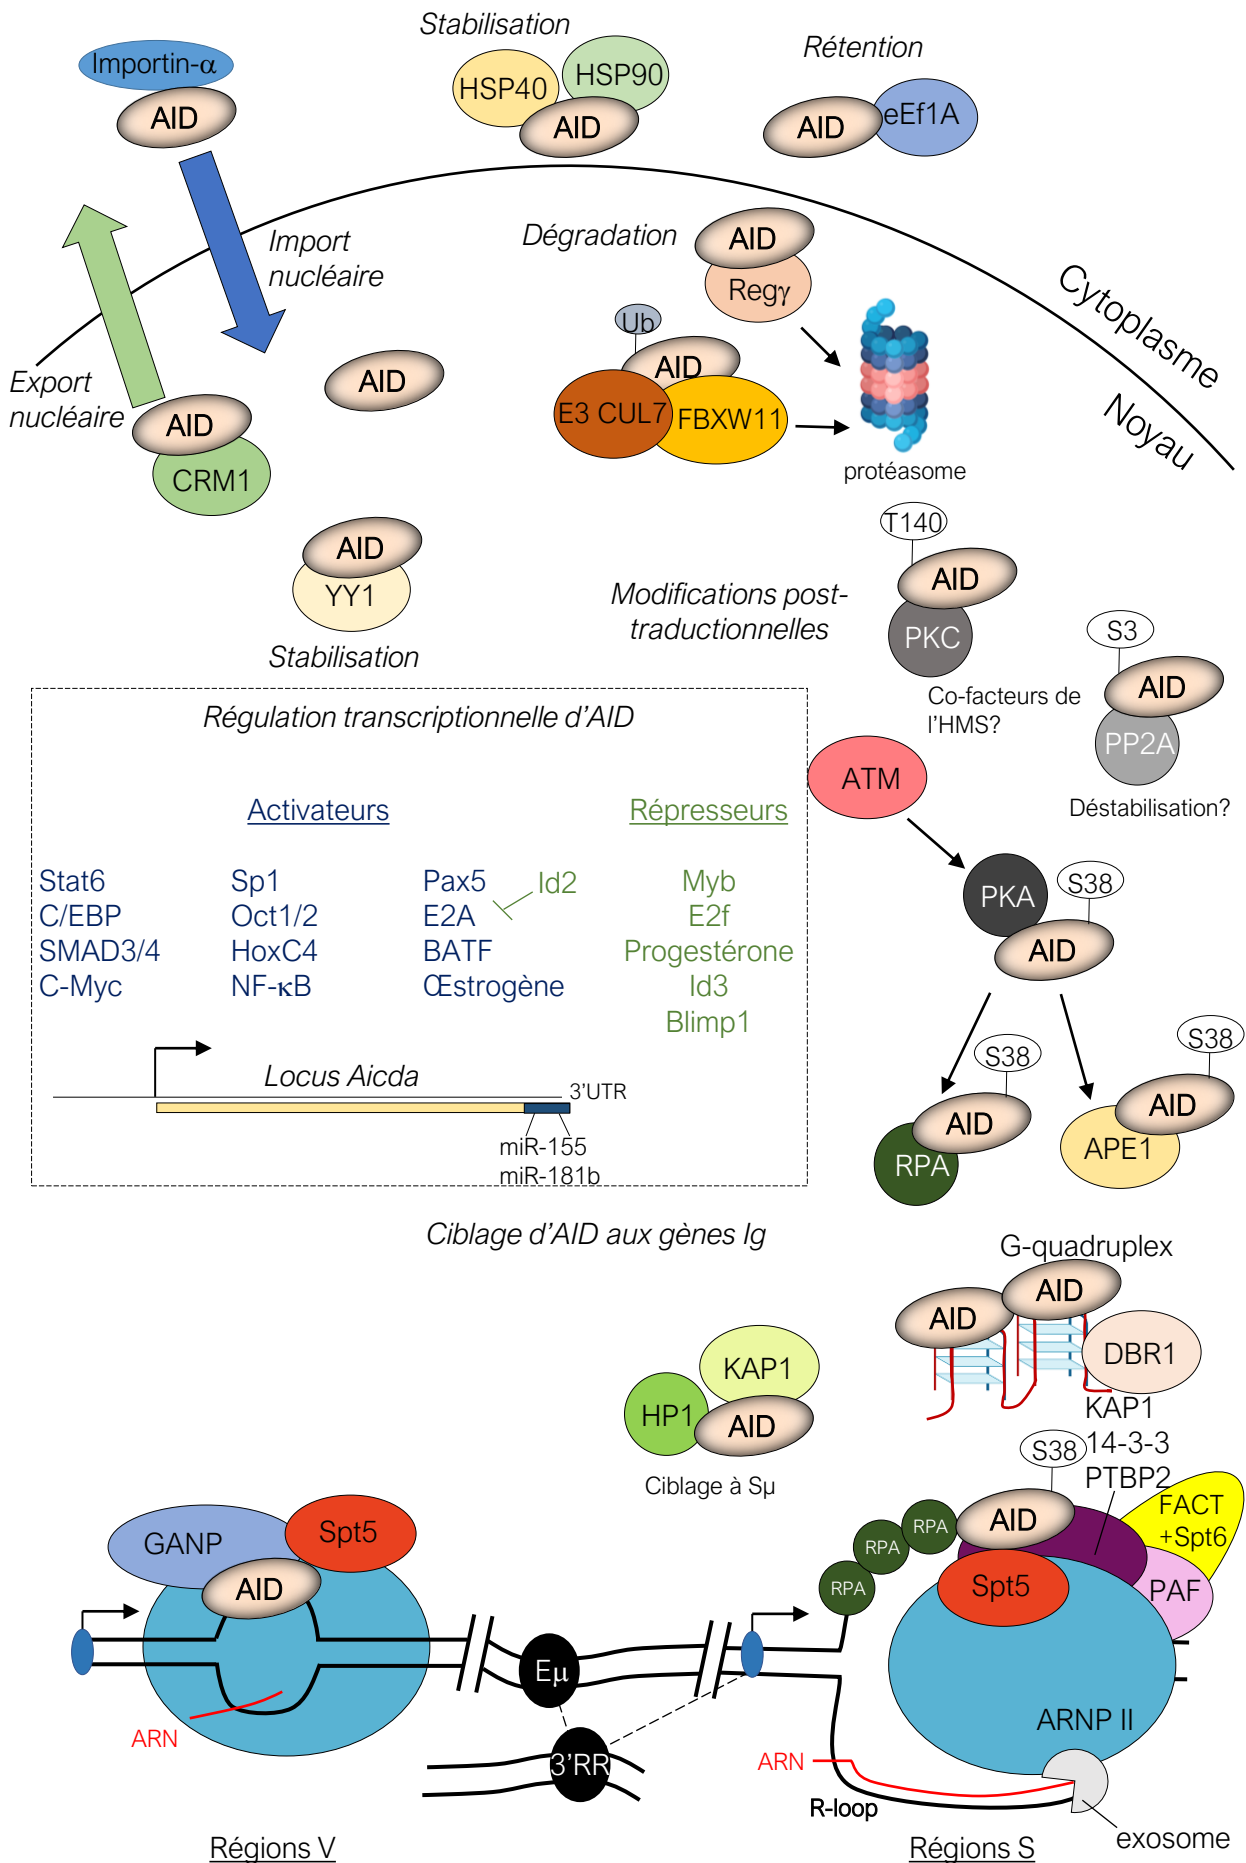 Stabilisation
Rétention
Importin-α
AID
HSP40
HSP90
AID
AID
eEf1A
Import
nucléaire
Export
nucléaire
Dégradation
AID
Regγ
Cytoplasme
Noyau
Ub
AID
E3 CUL7
FBXW11
protéasome
AID
AID
CRM1
AID
YY1
Stabilisation
Modifications post-
traductionnelles
T140
AID
PKC
Co-facteurs de
l'HMS?
S3
AID
PP2A
Déstabilisation?
Régulation transcriptionnelle d'AID
Activateurs
Répresseurs
Stat6
C/EBP
SMAD3/4
C-Myc
Sp1
Oct1/2
HoxC4
NF-κB
Pax5
E2A
BATF
Œstrogène
Id2
Myb
E2f
Progestérone
Id3
Blimp1
Locus Aicda
3'UTR
miR-155
miR-181b
ATM
PKA
S38
AID
S38
AID
RPA
S38
AID
APE1
Ciblage d'AID aux gènes Ig
G-quadruplex
AID
AID
DBR1
KAP1
HP1
AID
Ciblage à Sµ
KAP1
14-3-3
PTBP2
S38
AID
FACT
+Spt6
PAF
Spt5
RPA
RPA
RPA
ARNP II
ARN
R-loop
exosome
GANP
Spt5
AID
ARN
Eµ
3'RR
Régions V
Régions S